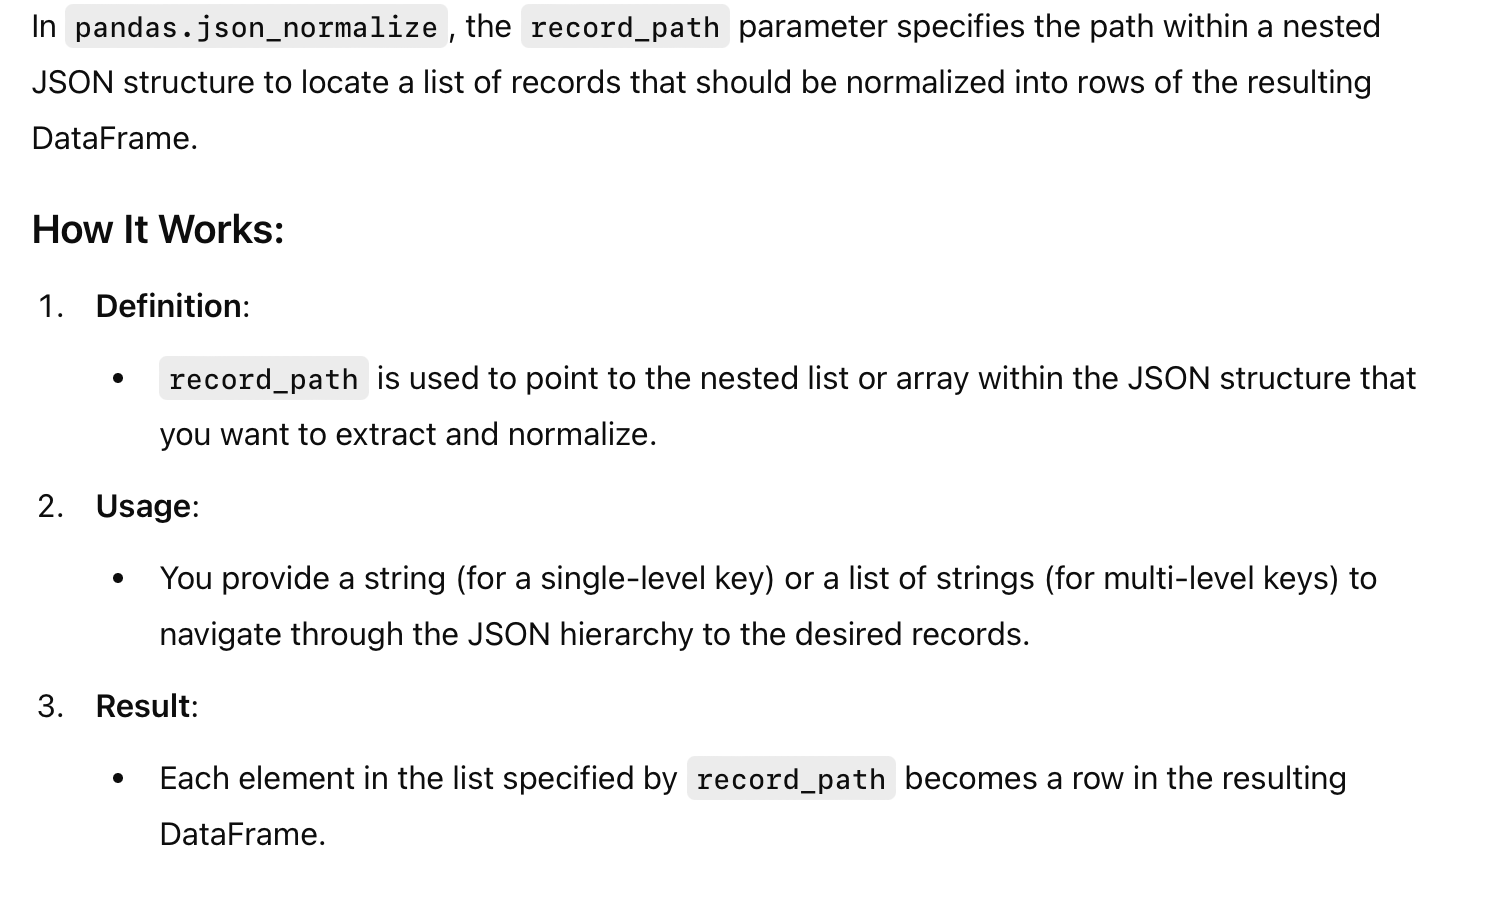 In pandas.json_normalize, the record_path parameter specifies the path within a nested
JSON structure to locate a list of records that should be normalized into rows of the resulting
DataFrame.
How It Works:
1. Definition:
• record_path is used to point to the nested list or array within the JSON structure that
you want to extract and normalize.
2. Usage:
• You provide a string (for a single-level key) or a list of strings (for multi-level keys) to
navigate through the JSON hierarchy to the desired records.
3. Result:
• Each element in the list specified by record_path becomes a row in the resulting
DataFrame.